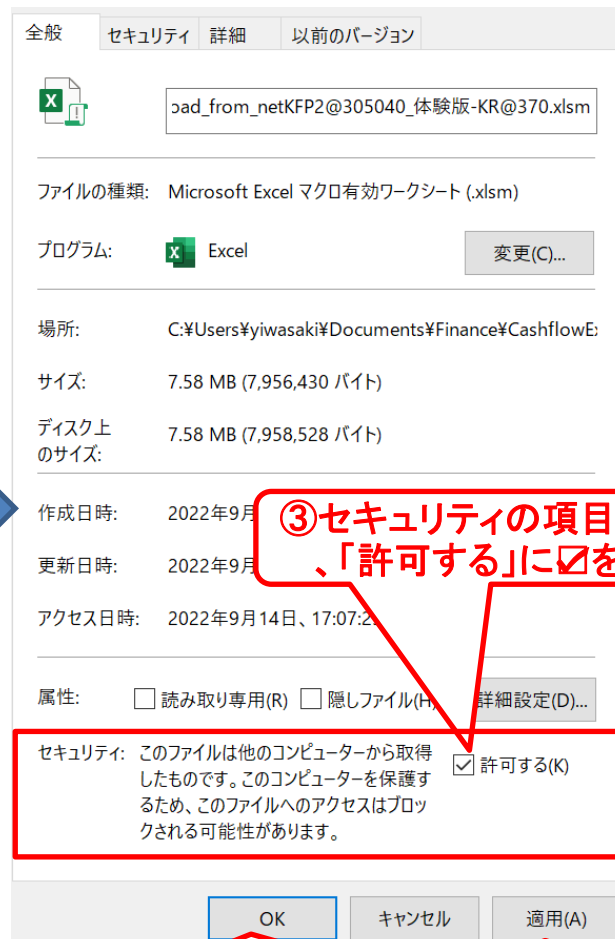 全般 セキュリティ 詳細 以前のバージョン
oad_from_netKFP2@305040_体験版-KR@370.xlsm
ファイルの種類: Microsoft Excel マクロ有効ワークシート (.xlsm)
プログラム: Excel 変更(C)...
場所: C:¥Users¥yiwasaki¥Documents¥Finance¥CashflowE
サイズ: 7.58 MB (7,956,430 バイト)
ディスク上
のサイズ: 7.58 MB (7,958,528 バイト)
作成日時: 2022年9月
③セキュリティの項目
、「許可する」に☑を
更新日時: 2022年9月
アクセス日時: 2022年9月14日、17:07:2
属性: 読み取り専用(R) 隠しファイル(H) 詳細設定(D)...
セキュリティ: このファイルは他のコンピューターから取得
したものです。このコンピューターを保護す
るため、このファイルへのアクセスはブロッ
クされる可能性があります。
許可する(K)
OK キャンセル 適用(A)